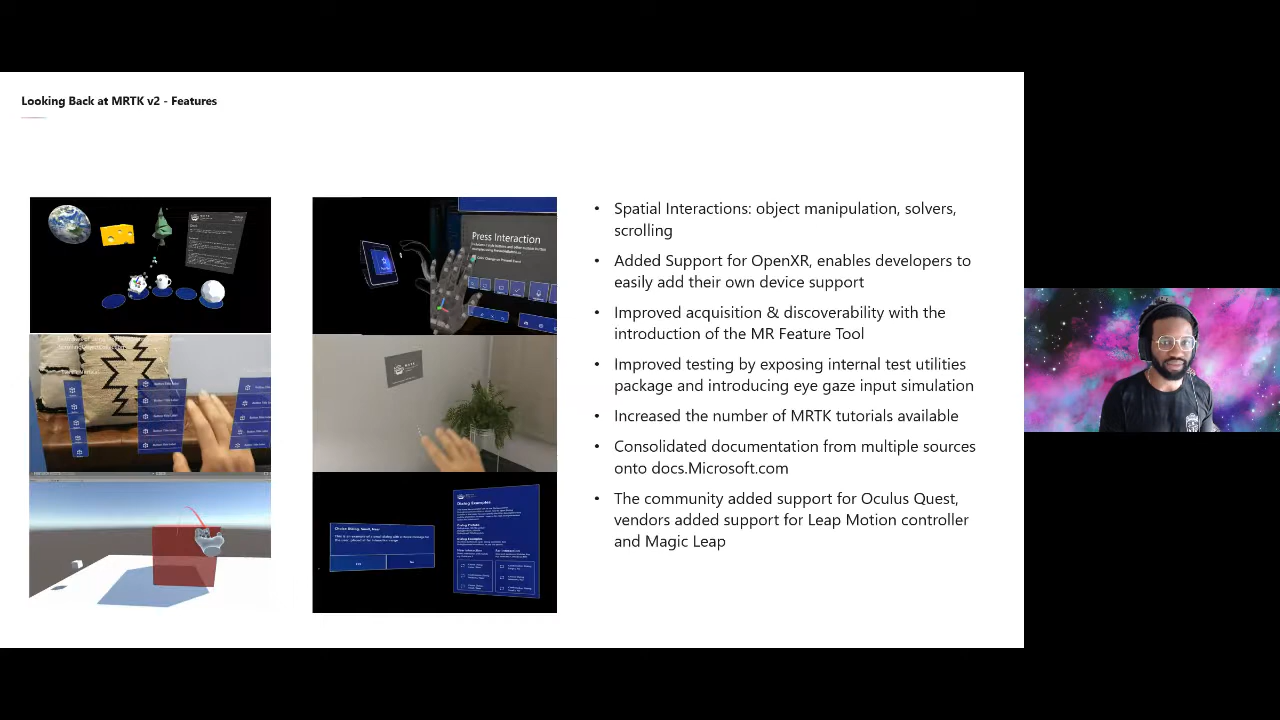 Looking Back at MRTK v2 - Features
Press Interaction
• Spatial Interactions: object manipulation, solvers,
scrolling
• Added Support for OpenXR, enables developers to
easily add their own device support
• Improved acquisition & discoverability with the
introduction of the MR Feature Tool
• Improved testing by exposing internal test utilities
package and introducing eye gaze input simulation
• Increased the number of MRTK tutorials available
• Consolidated documentation from multiple sources
onto docs.Microsoft.com
• The community added support for Oculus Quest,
vendors added support for Leap Motion Controller
and Magic Leap
Dialog Examples